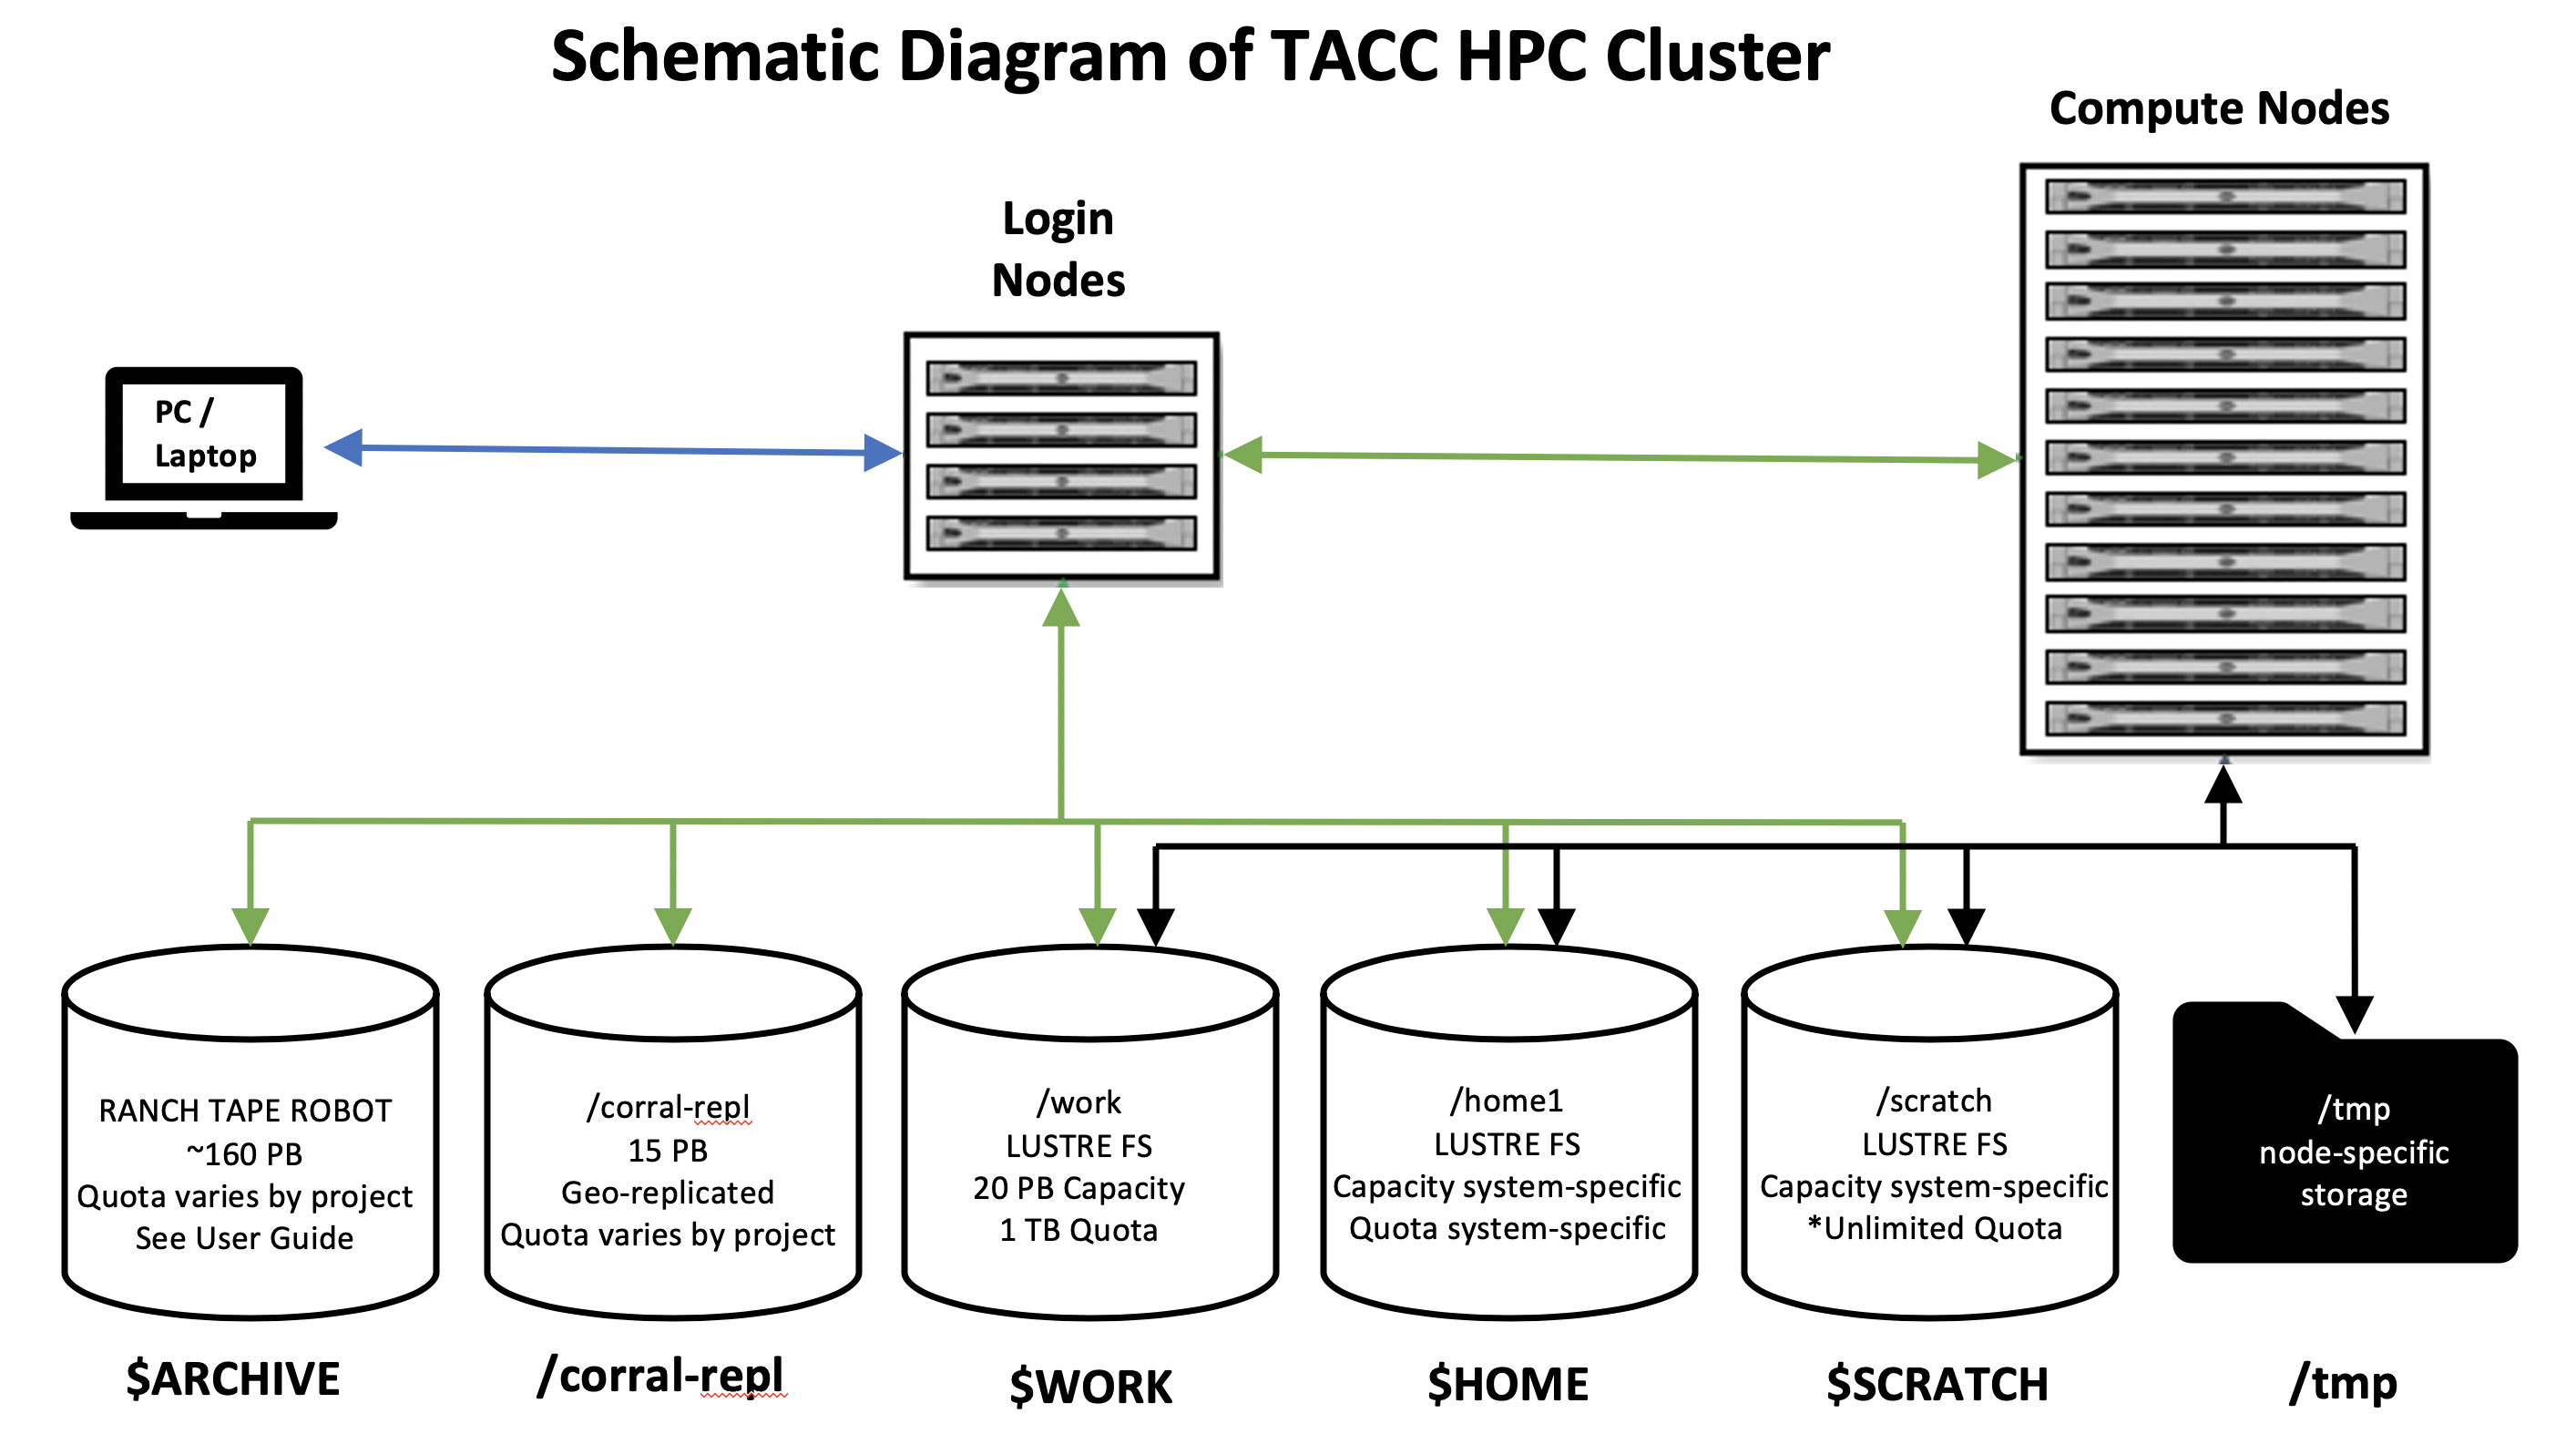 Schematic Diagram of TACC HPC Cluster
Compute Nodes
Login
Nodes
PC /
Laptop
RANCH TAPE ROBOT
~160 PB
Quota varies by project
See User Guide
/corral-repl
15 PB
Geo-replicated
Quota varies by project
/work
LUSTRE FS
20 PB Capacity
1 TB Quota
/home1
LUSTRE FS
Capacity system-specific
Quota system-specific
/scratch
LUSTRE FS
Capacity system-specific
*Unlimited Quota
/tmp
node-specific
storage
$ARCHIVE
/corral-repl
$WORK
$HOME
$SCRATCH
/tmp